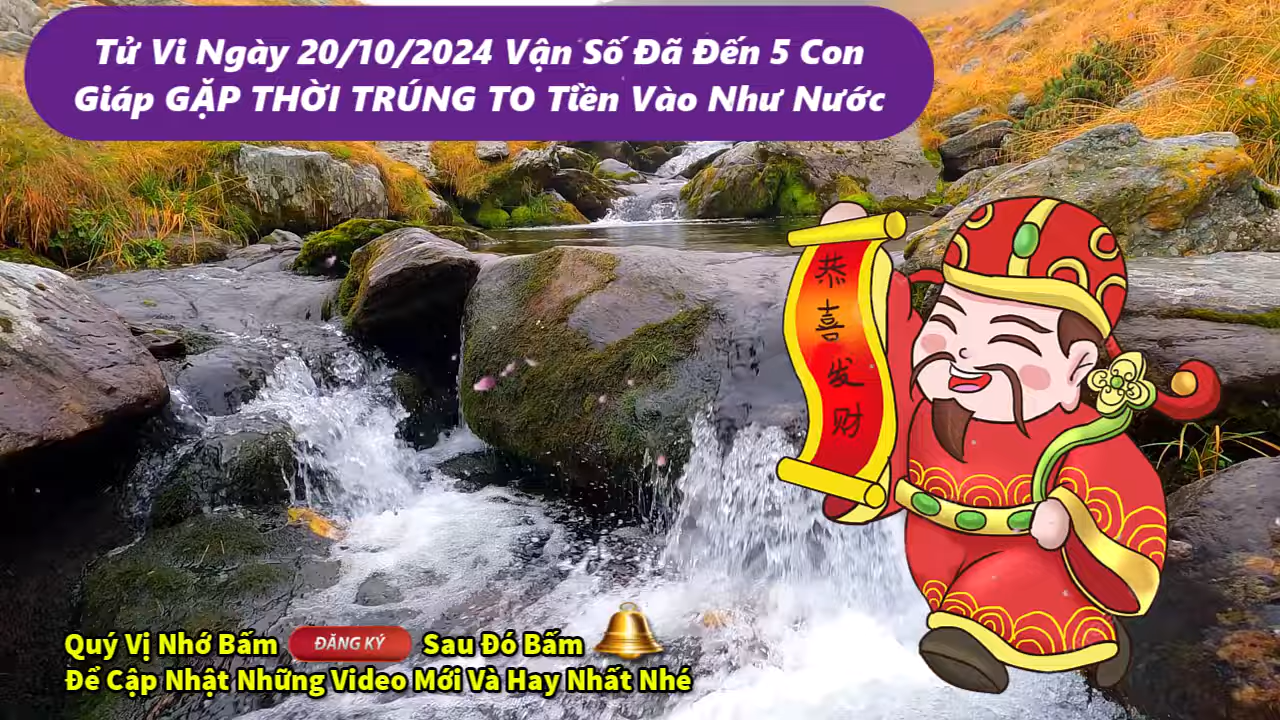 Tử Vi Ngày 20/10/2024 Vận Số Đã Đến 5 Con
Giáp GẶP THỜI TRÚNG TO Tiền Vào Như Nước
恭喜发财
Quý Vị Nhớ Bấm ĐĂNG KÝ Sau Đó Bấm
Để Cập Nhật Những Video Mới Và Hay Nhất Nhé